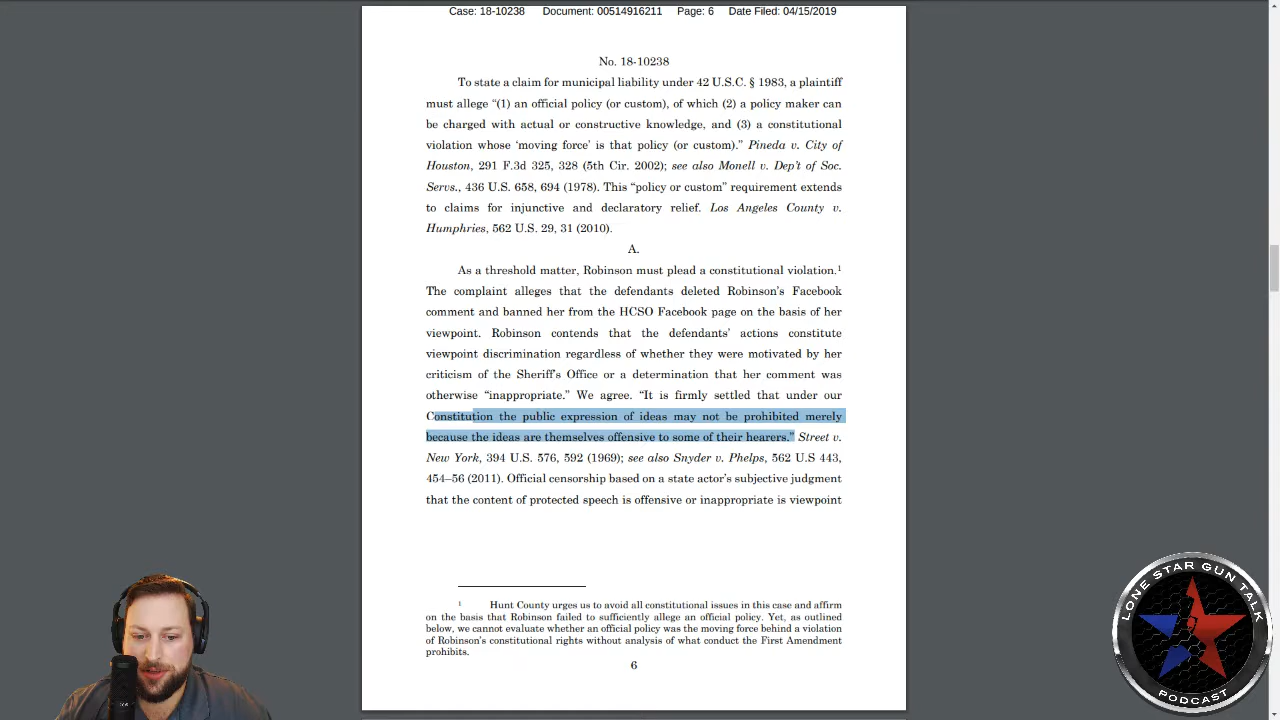 Case: 18-10238 Document: 00514916211 Page: 6 Date Filed: 04/15/2019
No. 18-10238
To state a claim for municipal liability under 42 U.S.C. § 1983, a plaintiff
must allege “(1) an official policy (or custom), of which (2) a policy maker can
be charged with actual or constructive knowledge, and (3) a constitutional
violation whose ‘moving force’ is that policy (or custom).” Pineda v. City of
Houston, 291 F.3d 325, 328 (5th Cir. 2002); see also Monell v. Dep’t of Soc.
Servs., 436 U.S. 658, 694 (1978). This “policy or custom” requirement extends
to claims for injunctive and declaratory relief. Los Angeles County v.
Humphries, 562 U.S. 29, 31 (2010).
A.
As a threshold matter, Robinson must plead a constitutional violation.1
The complaint alleges that the defendants deleted Robinson’s Facebook
comment and banned her from the HCSO Facebook page on the basis of her
viewpoint. Robinson contends that the defendants’ actions constitute
viewpoint discrimination regardless of whether they were motivated by her
criticism of the Sheriff’s Office or a determination that her comment was
otherwise “inappropriate.” We agree. “It is firmly settled that under our
Constitution the public expression of ideas may not be prohibited merely
because the ideas are themselves offensive to some of their hearers.” Street v.
New York, 394 U.S. 576, 592 (1969); see also Snyder v. Phelps, 562 U.S 443,
454–56 (2011). Official censorship based on a state actor’s subjective judgment
that the content of protected speech is offensive or inappropriate is viewpoint
1 Hunt County urges us to avoid all constitutional issues in this case and affirm
on the basis that Robinson failed to sufficiently allege an official policy. Yet, as outlined
below, we cannot evaluate whether an official policy was the moving force behind a violation
of Robinson’s constitutional rights without analysis of what conduct the First Amendment
prohibits.
6
LONE STAR GUN TALK
PODCAST